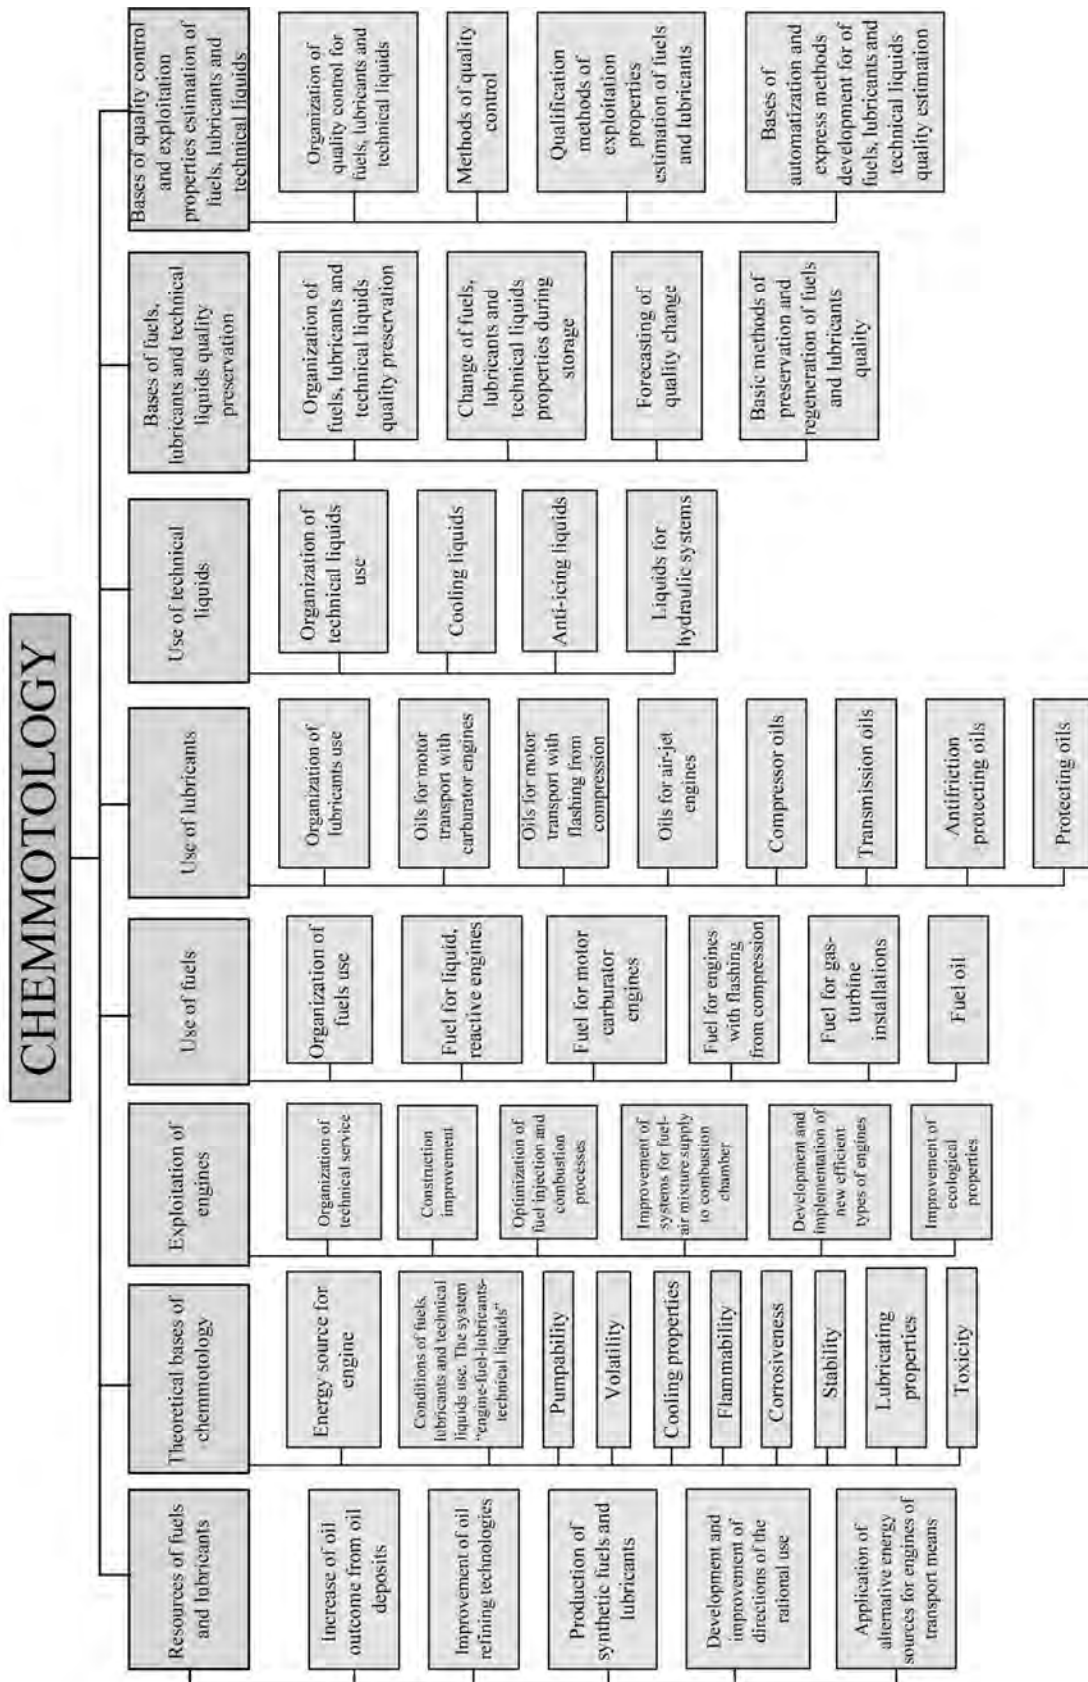 CHEMMOTOLOGY
Resources of fuels
and lubricants
Increase of oil
outcome from oil
deposits
Improvement of oil
refining technologies
Production of
synthetic fuels and
lubricants
Development and
improvement of
directions of the
rational use
Application of
alternative energy
sources for engines of
transport means
Theoretical bases of
chemmotology
Energy source for
engine
Conditions of fuels,
lubricants and technical
liquids use. The system
"engine-fuel-lubricants-
technical liquids"
Pumpability
Volatility
Cooling properties
Flammability
Corrosiveness
Stability
Lubricating
properties
Toxicity
Exploitation of
engines
Organization of
technical service
Construction
improvement
Optimization of
fuel injection and
combustion
processes
Improvement of
systems for fuel-
air mixture supply
to combustion
chamber
Development and
implementation of
new efficient
types of engines
Improvement of
ecological
properties
Use of fuels
Organization of
fuels use
Fuel for liquid,
reactive engines
Fuel for motor
carburator
engines
Fuel for engines
with flashing
from compression
Fuel for gas-
turbine
installations
Fuel oil
Use of lubricants
Organization of
lubricants use
Oils for motor
transport with
carburator engines
Oils for motor
transport with
flashing from
compression
Oils for air-jet
engines
Compressor oils
Transmission oils
Antifriction
protecting oils
Protecting oils
Use of technical
liquids
Organization of
technical liquids
use
Cooling liquids
Anti-icing liquids
Liquids for
hydraulic systems
Bases of fuels,
lubricants and technical
liquids quality
preservation
Organization of
fuels, lubricants and
technical liquids
quality preservation
Change of fuels,
lubricants and
technical liquids
properties during
storage
Forecasting of
quality change
Basic methods of
preservation and
regeneration of fuels
and lubricants
quality
Bases of quality control
and exploitation
properties estimation of
fuels, lubricants and
technical liquids
Organization of
quality control for
fuels, lubricants and
technical liquids
Methods of quality
control
Qualification
methods of
exploitation
properties
estimation of fuels
and lubricants
Bases of
automatization and
express methods
development for of
fuels, lubricants and
technical liquids
quality estimaion